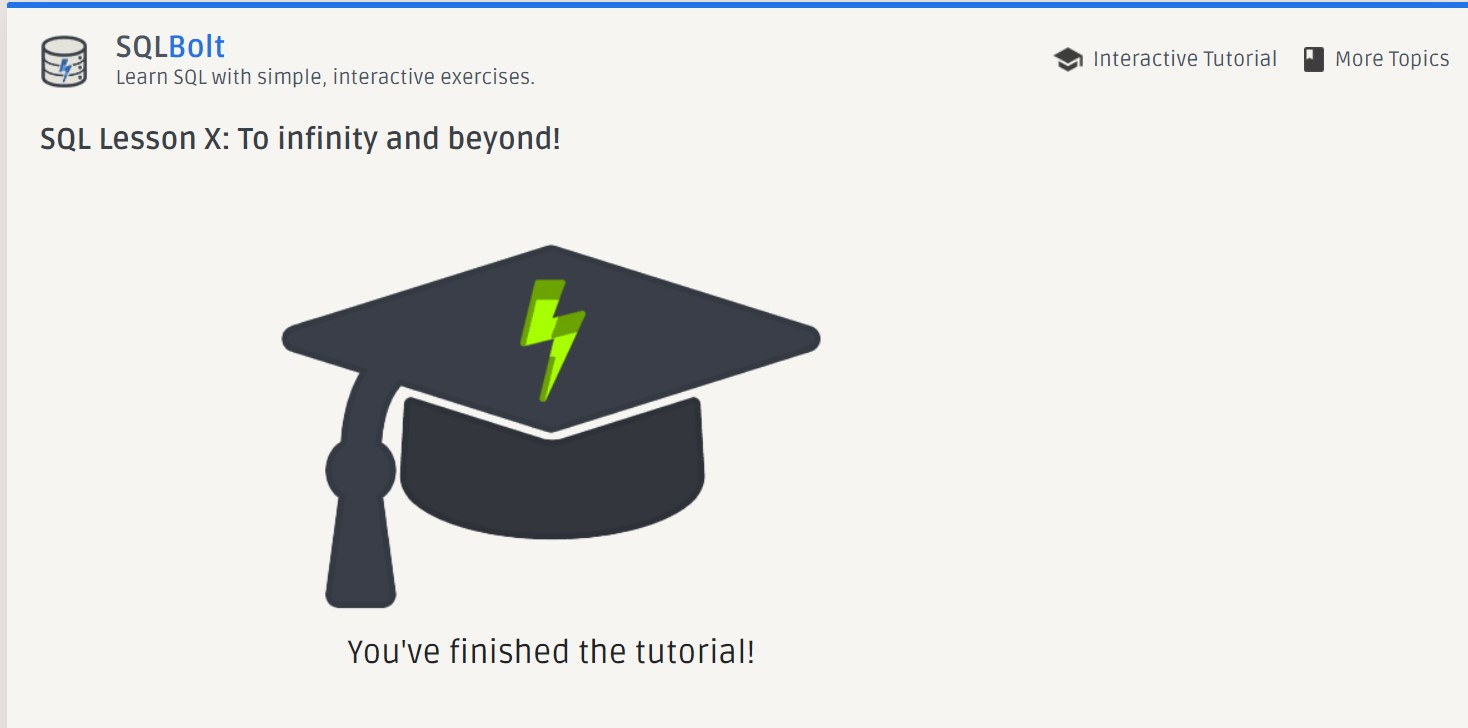 SQLBolt
Learn SQL with simple, interactive exercises.
Interactive Tutorial
More Topics
SQL Lesson X: To infinity and beyond!
You've finished the tutorial!